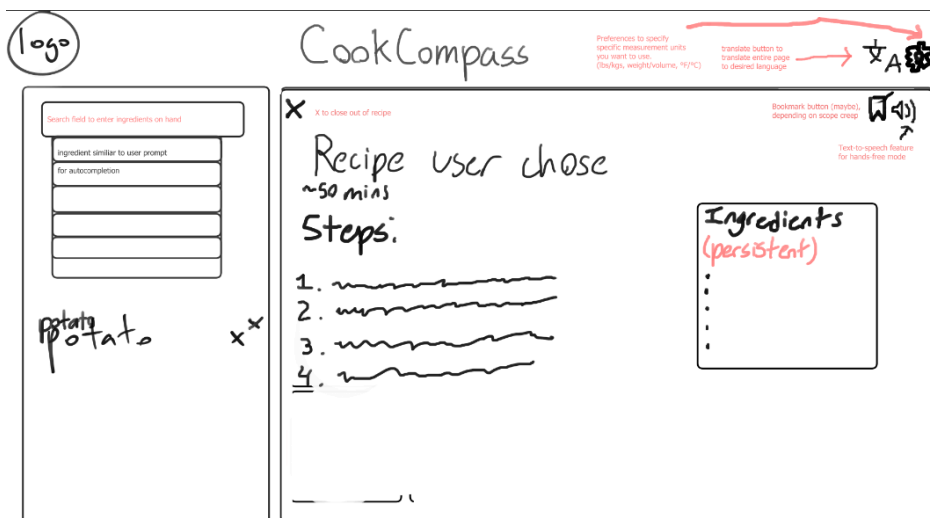 logo
CookCompass
Preferences to specify
specific measurement units
you want to use.
(lbs/kgs, weight/volume, °F/°C)
translate button to
translate entire page
to desired language
文A
Search field to enter ingredients on hand
ingredient similiar to user prompt
for autocompletion
potato
potato
x x
X
X to close out of recipe
Bookmark button (maybe),
depending on scope creep
Text-to-speech feature
for hands-free mode
Recipe user chose
~50 mins
Steps:
1.
2.
3.
4.
Ingredients
(persistent)